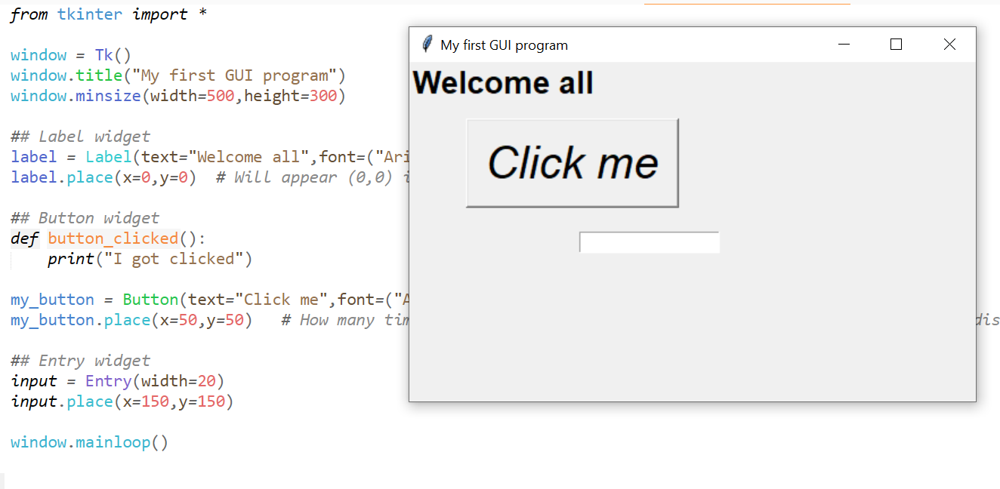 from tkinter import *
window = Tk()
window.title("My first GUI program")
window.minsize(width=500,height=300)
## Label widget
label = Label(text="Welcome all",font=("Ari
label.place(x=0,y=0)  # Will appear (0,0) i
## Button widget
def button_clicked():
    print("I got clicked")
my_button = Button(text="Click me",font=("A
my_button.place(x=50,y=50)   # How many tim
dis
## Entry widget
input = Entry(width=20)
input.place(x=150,y=150)
window.mainloop()
My first GUI program
Welcome all
Click me